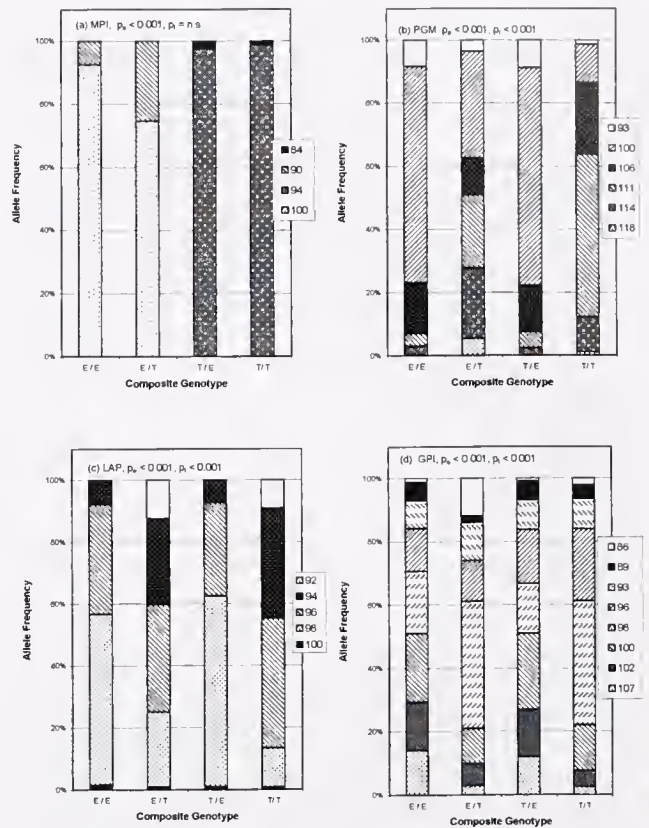 (a) MPI, pe < 0 001, pt = n s
100%
80%
60%
40%
20%
0%
Allele Frequency
E / E
E / T
T / E
T / T
Composite Genotype
84
90
94
100
(b) PGM pe < 0 001, pt < 0 001
100%
80%
60%
40%
20%
0%
Allele Frequency
E / E
E / T
T / E
T / T
Composite Genotype
93
100
106
111
114
118
(c) LAP, pe < 0 001, pt < 0 001
100%
80%
60%
40%
20%
0%
Allele Frequency
E / E
E / T
T / E
T / T
Composite Genotype
92
94
96
98
100
(d) GPI, pe < 0 001, pt < 0 001
100%
80%
60%
40%
20%
0%
Allele Frequency
E / E
E / T
T / E
T / T
Composite Genotype
86
89
93
96
98
100
102
107